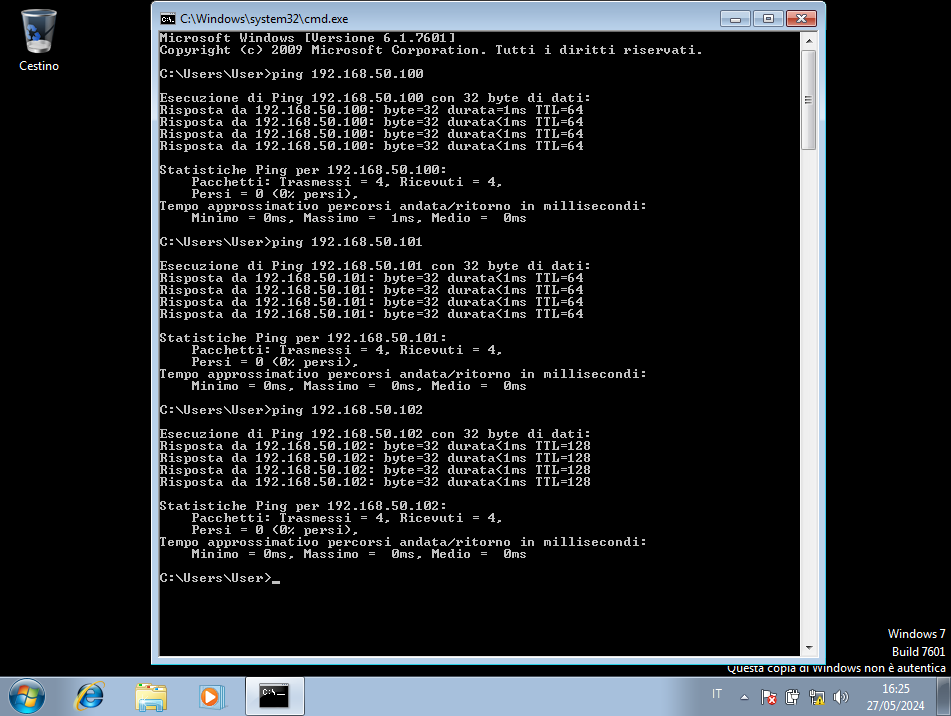 Cestino
C:\Windows\system32\cmd.exe
Microsoft Windows [Versione 6.1.7601]
Copyright (c) 2009 Microsoft Corporation. Tutti i diritti riservati.
C:\Users\User>ping 192.168.50.100
Esecuzione di Ping 192.168.50.100 con 32 byte di dati:
Risposta da 192.168.50.100: byte=32 durata=1ms TTL=64
Risposta da 192.168.50.100: byte=32 durata<1ms TTL=64
Risposta da 192.168.50.100: byte=32 durata<1ms TTL=64
Risposta da 192.168.50.100: byte=32 durata<1ms TTL=64
Statistiche Ping per 192.168.50.100:
Pacchetti: Trasmessi = 4, Ricevuti = 4,
Persi = 0 (0% persi),
Tempo approssimativo percorsi andata/ritorno in millisecondi:
Minimo = 0ms, Massimo =  1ms, Medio =  0ms
C:\Users\User>ping 192.168.50.101
Esecuzione di Ping 192.168.50.101 con 32 byte di dati:
Risposta da 192.168.50.101: byte=32 durata<1ms TTL=64
Risposta da 192.168.50.101: byte=32 durata<1ms TTL=64
Risposta da 192.168.50.101: byte=32 durata<1ms TTL=64
Risposta da 192.168.50.101: byte=32 durata<1ms TTL=64
Statistiche Ping per 192.168.50.101:
Pacchetti: Trasmessi = 4, Ricevuti = 4,
Persi = 0 (0% persi),
Tempo approssimativo percorsi andata/ritorno in millisecondi:
Minimo = 0ms, Massimo =  0ms, Medio =  0ms
C:\Users\User>ping 192.168.50.102
Esecuzione di Ping 192.168.50.102 con 32 byte di dati:
Risposta da 192.168.50.102: byte=32 durata<1ms TTL=128
Risposta da 192.168.50.102: byte=32 durata<1ms TTL=128
Risposta da 192.168.50.102: byte=32 durata<1ms TTL=128
Risposta da 192.168.50.102: byte=32 durata<1ms TTL=128
Statistiche Ping per 192.168.50.102:
Pacchetti: Trasmessi = 4, Ricevuti = 4,
Persi = 0 (0% persi),
Tempo approssimativo percorsi andata/ritorno in millisecondi:
Minimo = 0ms, Massimo =  0ms, Medio =  0ms
C:\Users\User>_
Windows 7
Build 7601
Questa copia di Windows non è autentica
C:\_
IT
16:25
27/05/2024